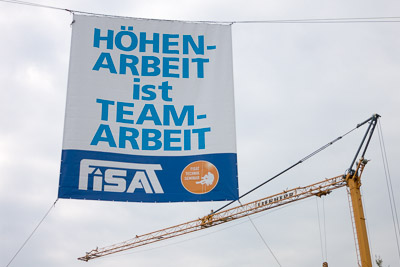 HÖHEN-
ARBEIT
ist
TEAM-
ARBEIT
FISAT